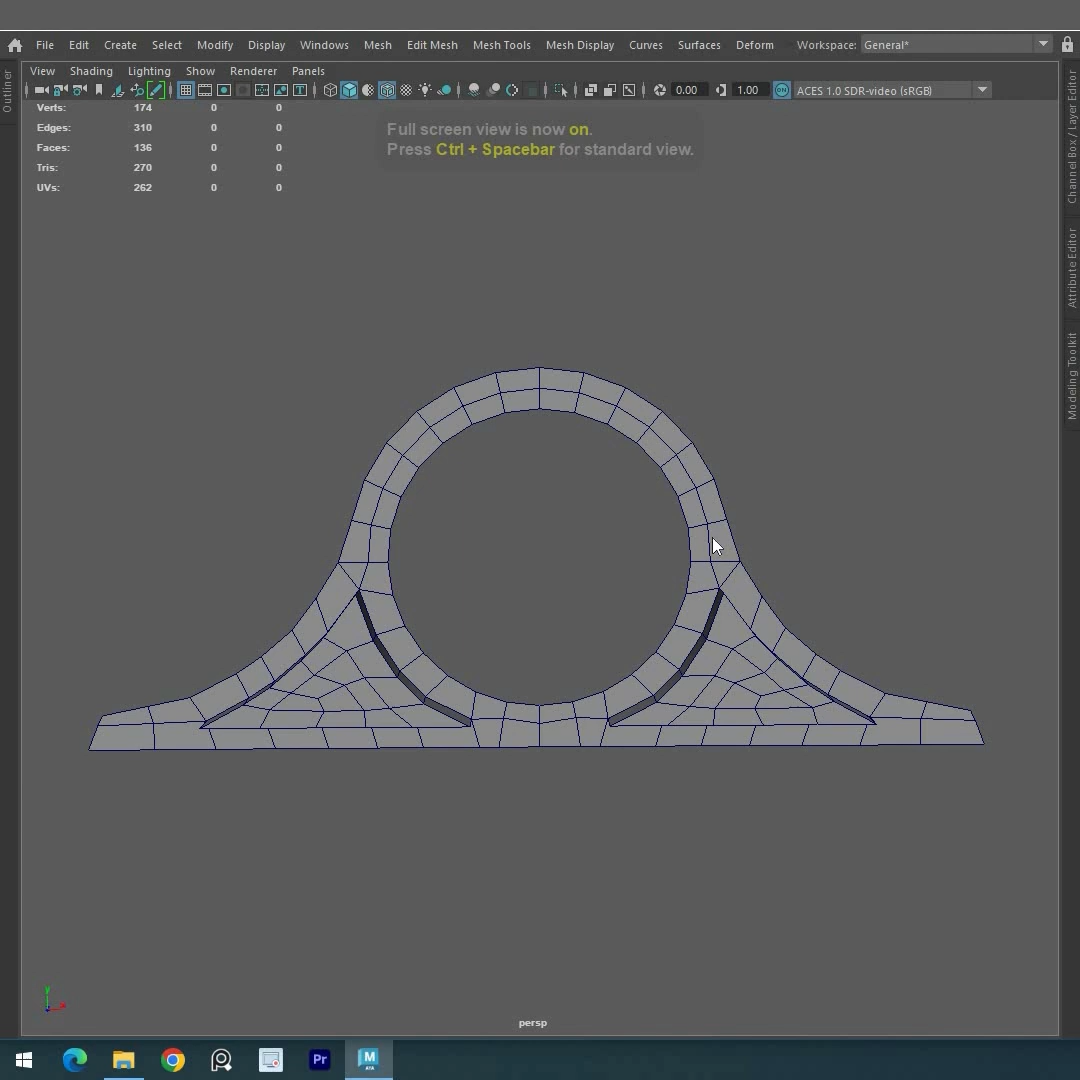 File Edit Create Select Modify Display Windows Mesh Edit Mesh Mesh Tools Mesh Display Curves Surfaces Deform Workspace: General*
View Shading Lighting Show Renderer Panels
0.00 1.00 ON ACES 1.0 SDR-video (sRGB)
Outliner
Verts: 174 0 0
Edges: 310 0 0
Faces: 136 0 0
Tris: 270 0 0
UVs: 262 0 0
Full screen view is now on.
Press Ctrl + Spacebar for standard view.
Channel Box / Layer Editor
Attribute Editor
Modeling Toolkit
y
x
persp
Pr
M